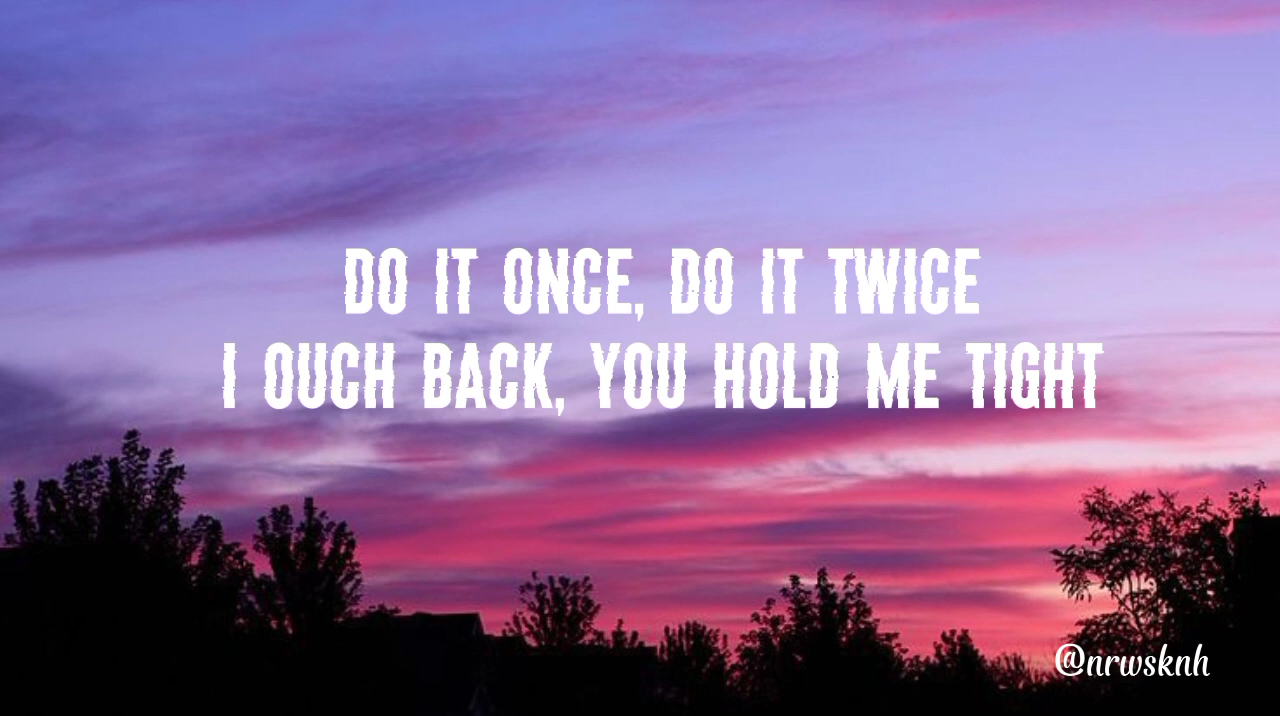 DO IT ONCE, DO IT TWICE
I OUCH BACK, YOU HOLD ME TIGHT
@nrwsknh